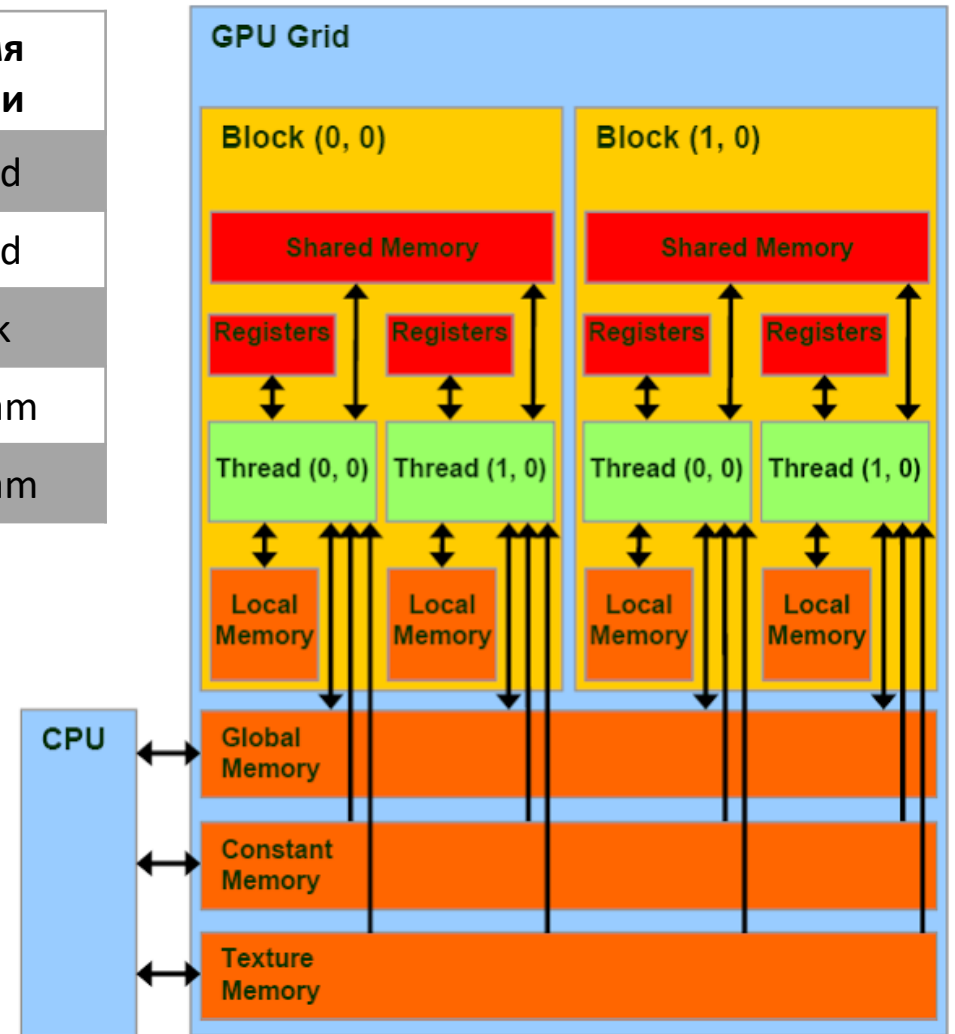 я
и
d
d
k
am
am
GPU Grid
Block (0, 0)
Block (1, 0)
Shared Memory
Shared Memory
Registers
Registers
Registers
Registers
Thread (0, 0)
Thread (1, 0)
Thread (0, 0)
Thread (1, 0)
Local
Memory
Local
Memory
Local
Memory
Local
Memory
CPU
Global
Memory
Constant
Memory
Texture
Memory